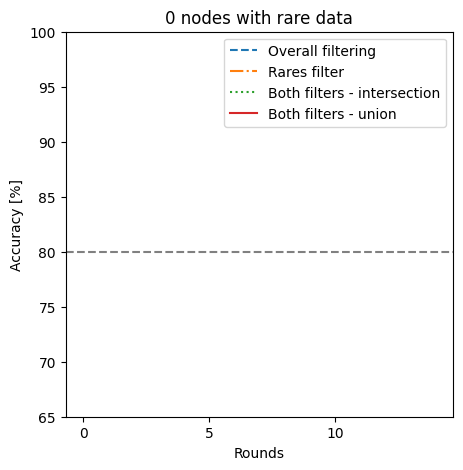 0 nodes with rare data
Overall filtering
Rares filter
Both filters - intersection
Both filters - union
Accuracy [%]
100
95
90
85
80
75
70
65
0 5 10
Rounds